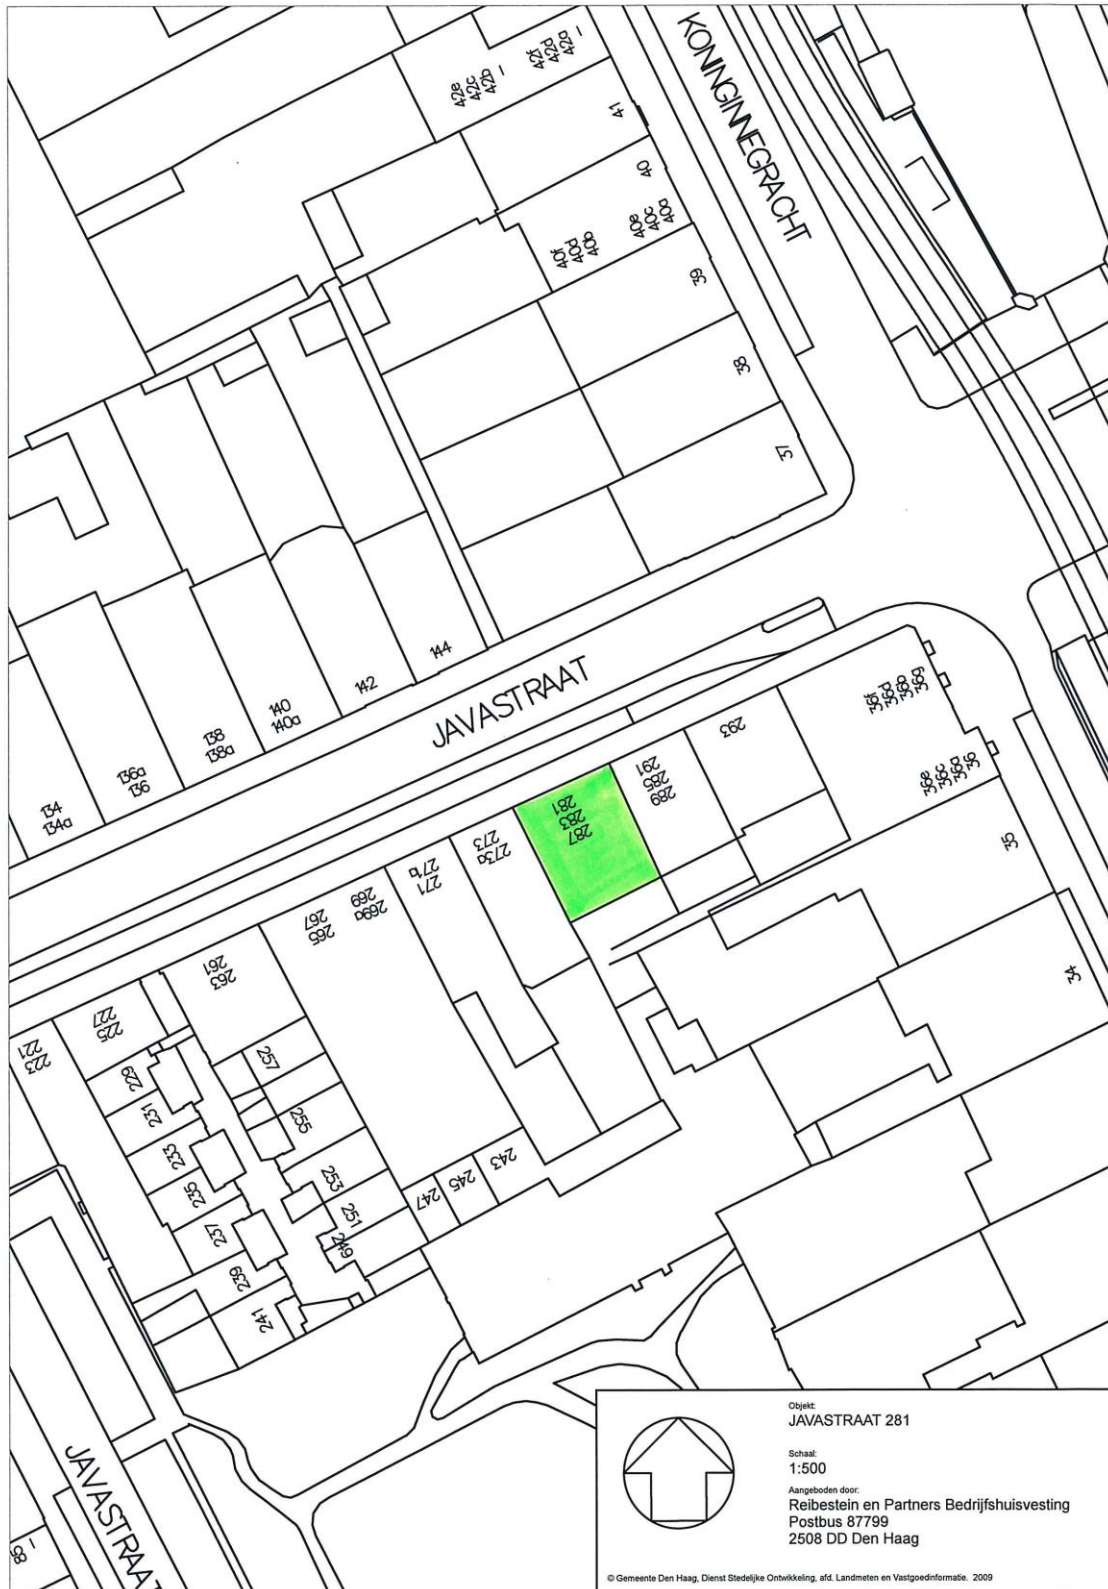 KONINGINNEGRACHT
42e
42c
42b
42f
42d
42a
41
40
40e
40c
40a
40f
40d
40b
39
38
37
144
142
140
140a
138
138a
136a
136
134
134a
JAVASTRAAT
293
291
285
289
281
283
287
273
273a
271a
271
269
269a
267
265
261
263
227
225
221
223
36f
36d
36b
36g
36e
36c
36a
36
35
34
229
231
233
235
237
239
241
257
255
253
251
249
247
245
243
JAVASTRAAT
85
Objekt:
JAVASTRAAT 281
Schaal:
1:500
Aangeboden door:
Reibestein en Partners Bedrijfshuisvesting
Postbus 87799
2508 DD Den Haag
© Gemeente Den Haag, Dienst Stedelijke Ontwikkeling, afd. Landmeten en Vastgoedinformatie. 2009